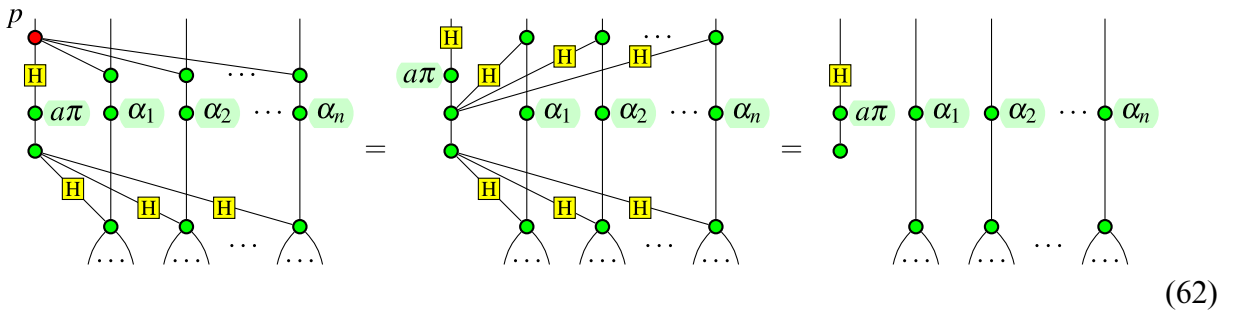 p
H H H ... H H
H aπ H
aπ α₁ α₂ ... αₙ α₁ α₂ ... αₙ aπ α₁ α₂ ... αₙ
= =
H H H H H H
... ... ...
... ... ... ... ... ... ... ... ...
(62)